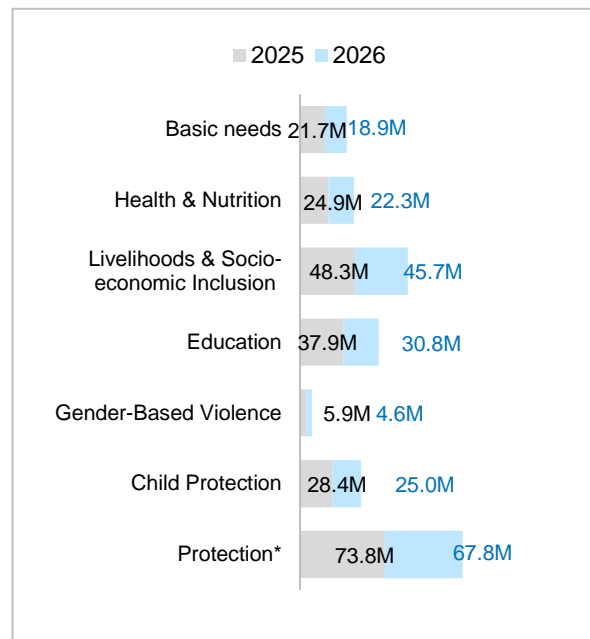 2025 2026
Basic needs 21.7M 18.9M
Health & Nutrition 24.9M 22.3M
Livelihoods & Socio-
economic Inclusion 48.3M 45.7M
Education 37.9M 30.8M
Gender-Based Violence 5.9M 4.6M
Child Protection 28.4M 25.0M
Protection* 73.8M 67.8M